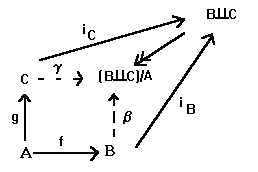 i_C B⊥⊥C
C γ (B⊥⊥C)/A
g β i_B
A f B